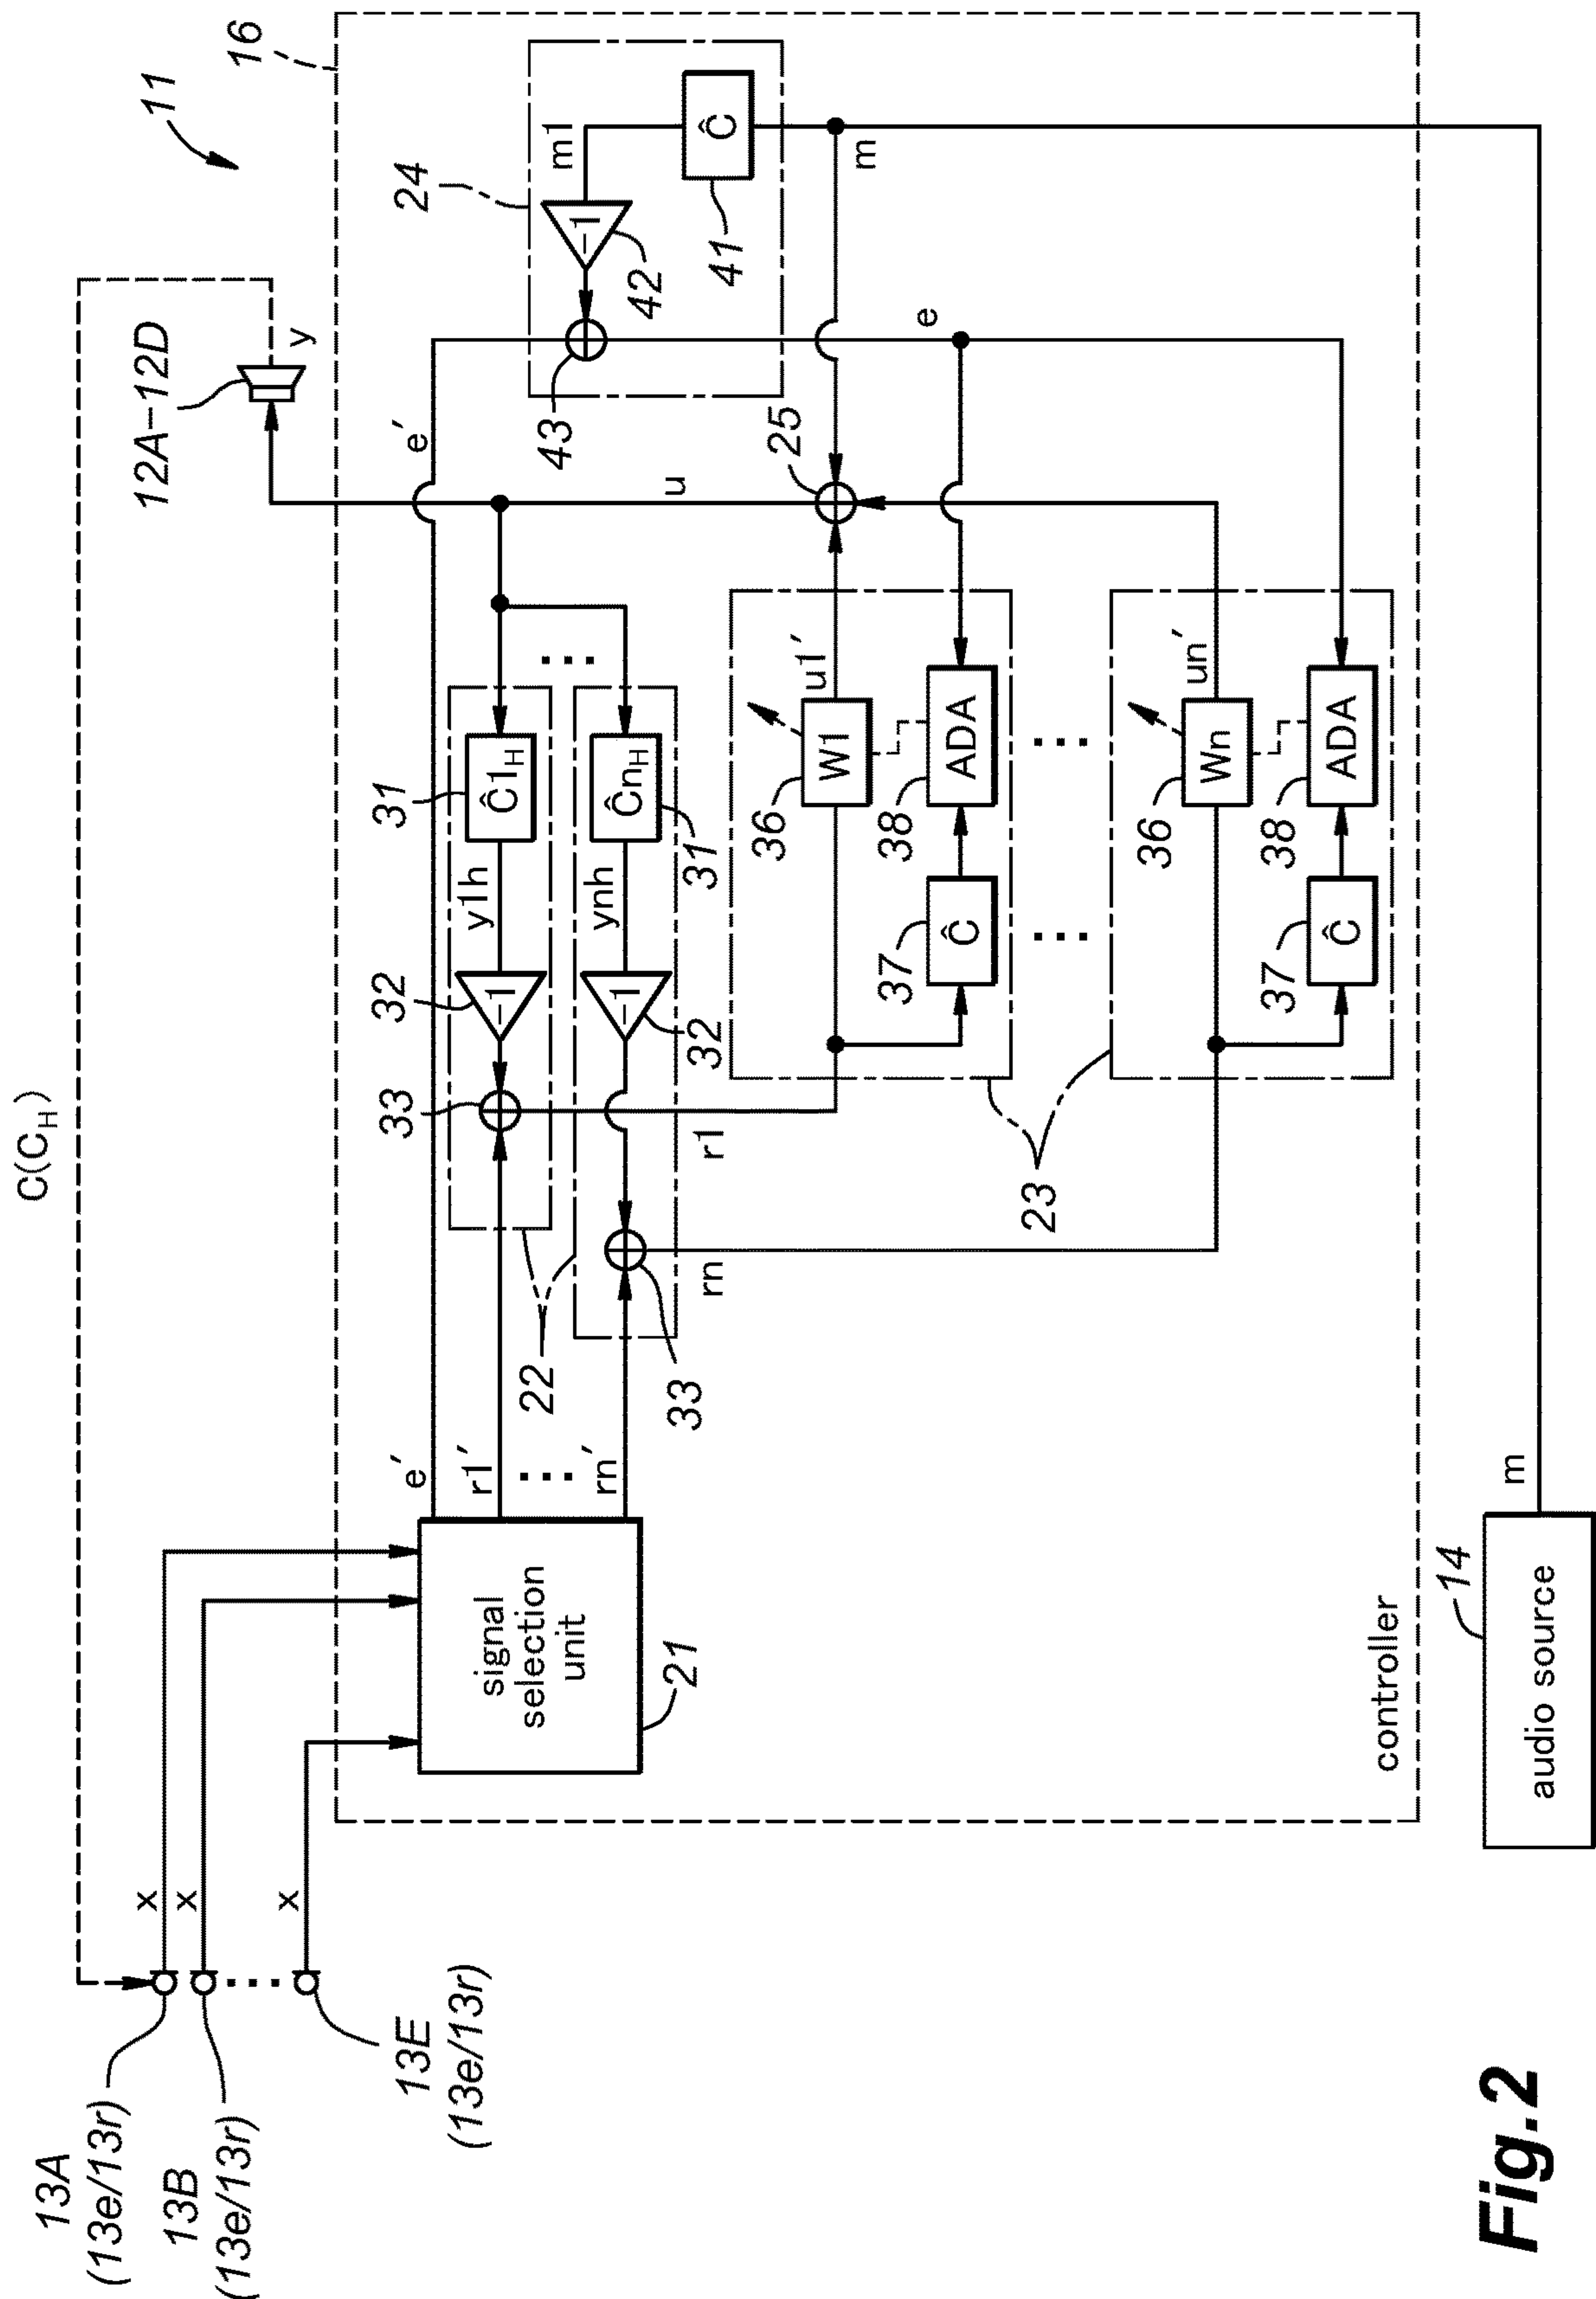 11
16
C(C_H)
12A–12D
y
13A
(13e/13r)
13B
(13e/13r)
13E
(13e/13r)
x
x
x
signal
selection
unit
21
e′
r1′
rn′
...
22
33
33
32
-1
32
-1
y1h
ynh
31
Ĉ1_H
31
Ĉn_H
...
e′
u
r1
rn
24
43
42
-1
m1
41
Ĉ
m
e
25
23
36
W1
u1′
37
Ĉ
38
ADA
...
...
36
Wn
un′
37
Ĉ
38
ADA
controller
14
audio source
m
Fig.2